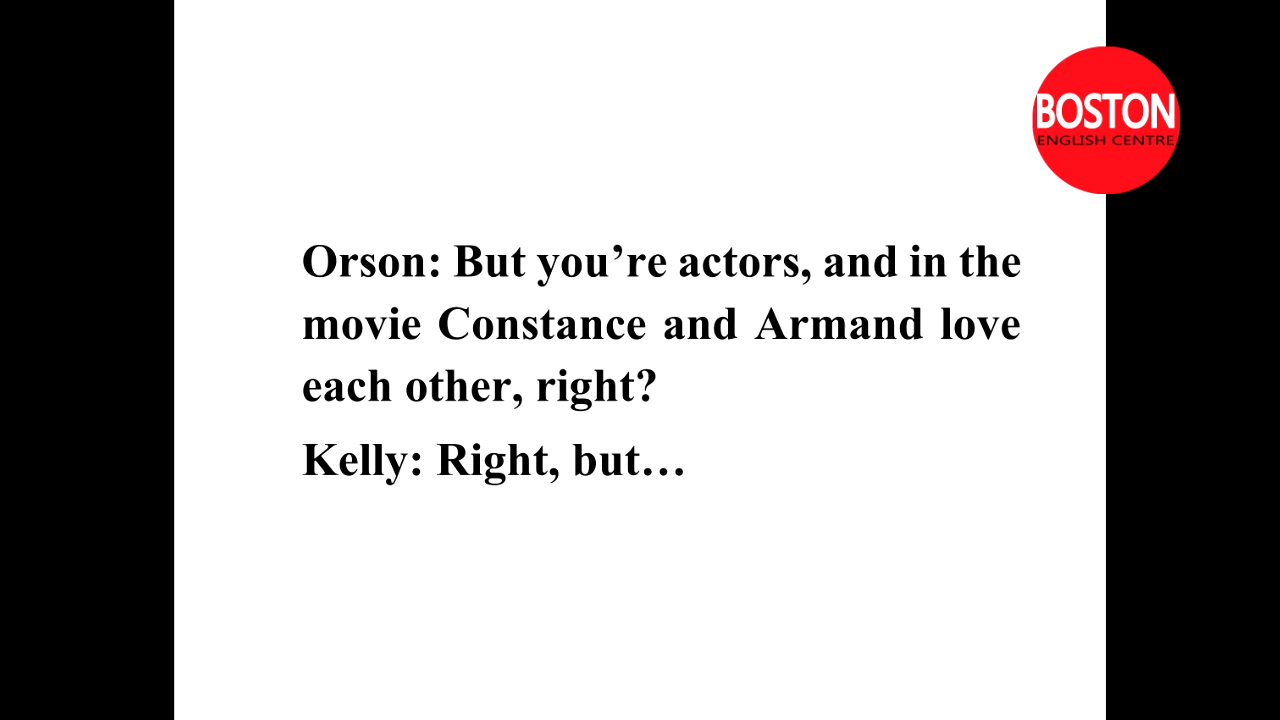 BOSTON
ENGLISH CENTRE
Orson: But you’re actors, and in the
movie Constance and Armand love
each other, right?
Kelly: Right, but…